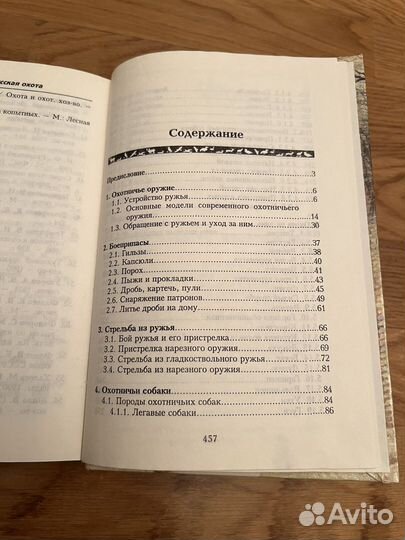 сская охота
Охота и охот. хоз-во. —
копытных. — М.: Лесная
Содержание
Предисловие.....3
1. Охотничье оружие.....6
1.1. Устройство ружья.....6
1.2. Основные модели современного охотничьего
оружия.....14
1.3. Обращение с ружьем и уход за ним.....30
2. Боеприпасы.....37
2.1. Гильзы.....38
2.2. Капсюли.....40
2.3. Порох.....41
2.4. Пыжи и прокладки.....43
2.5. Дробь, картечь, пули.....45
2.6. Снаряжение патронов.....49
2.7. Литье дроби на дому.....61
3. Стрельба из ружья.....66
3.1. Бой ружья и его пристрелка.....66
3.2. Пристрелка нарезного оружия.....69
3.3. Стрельба из гладкоствольного ружья.....72
3.4. Стрельба из нарезного оружия.....81
4. Охотничьи собаки.....84
4.1. Породы охотничьих собак.....84
4.1.1. Легавые собаки.....86
457
Avito